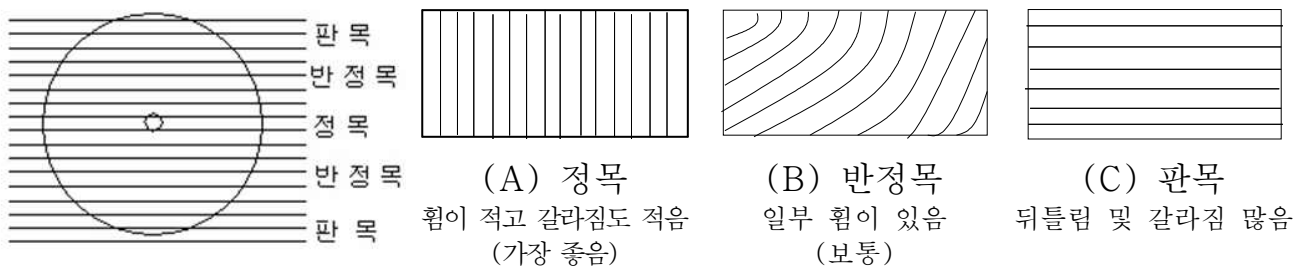 판 목
반 정 목
정 목
반 정 목
판 목
(A) 정목
휨이 적고 갈라짐도 적음
(가장 좋음)
(B) 반정목
일부 휨이 있음
(보통)
(C) 판목
뒤틀림 및 갈라짐 많음